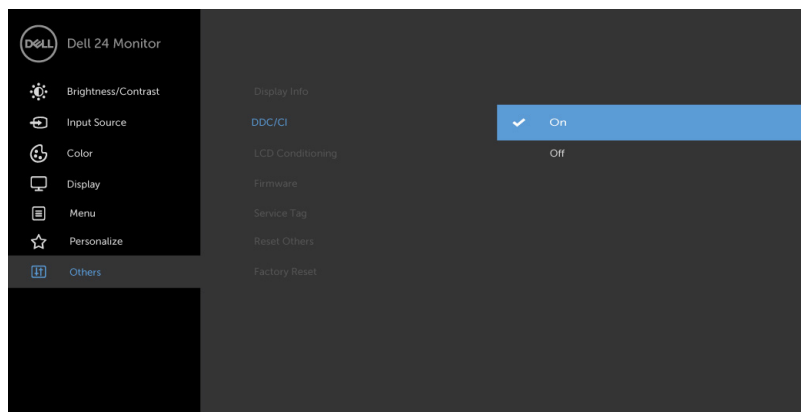 DELL Dell 24 Monitor
Brightness/Contrast
Input Source
Color
Display
Menu
Personalize
Others
Display Info
DDC/CI
LCD Conditioning
Firmware
Service Tag
Reset Others
Factory Reset
On
Off